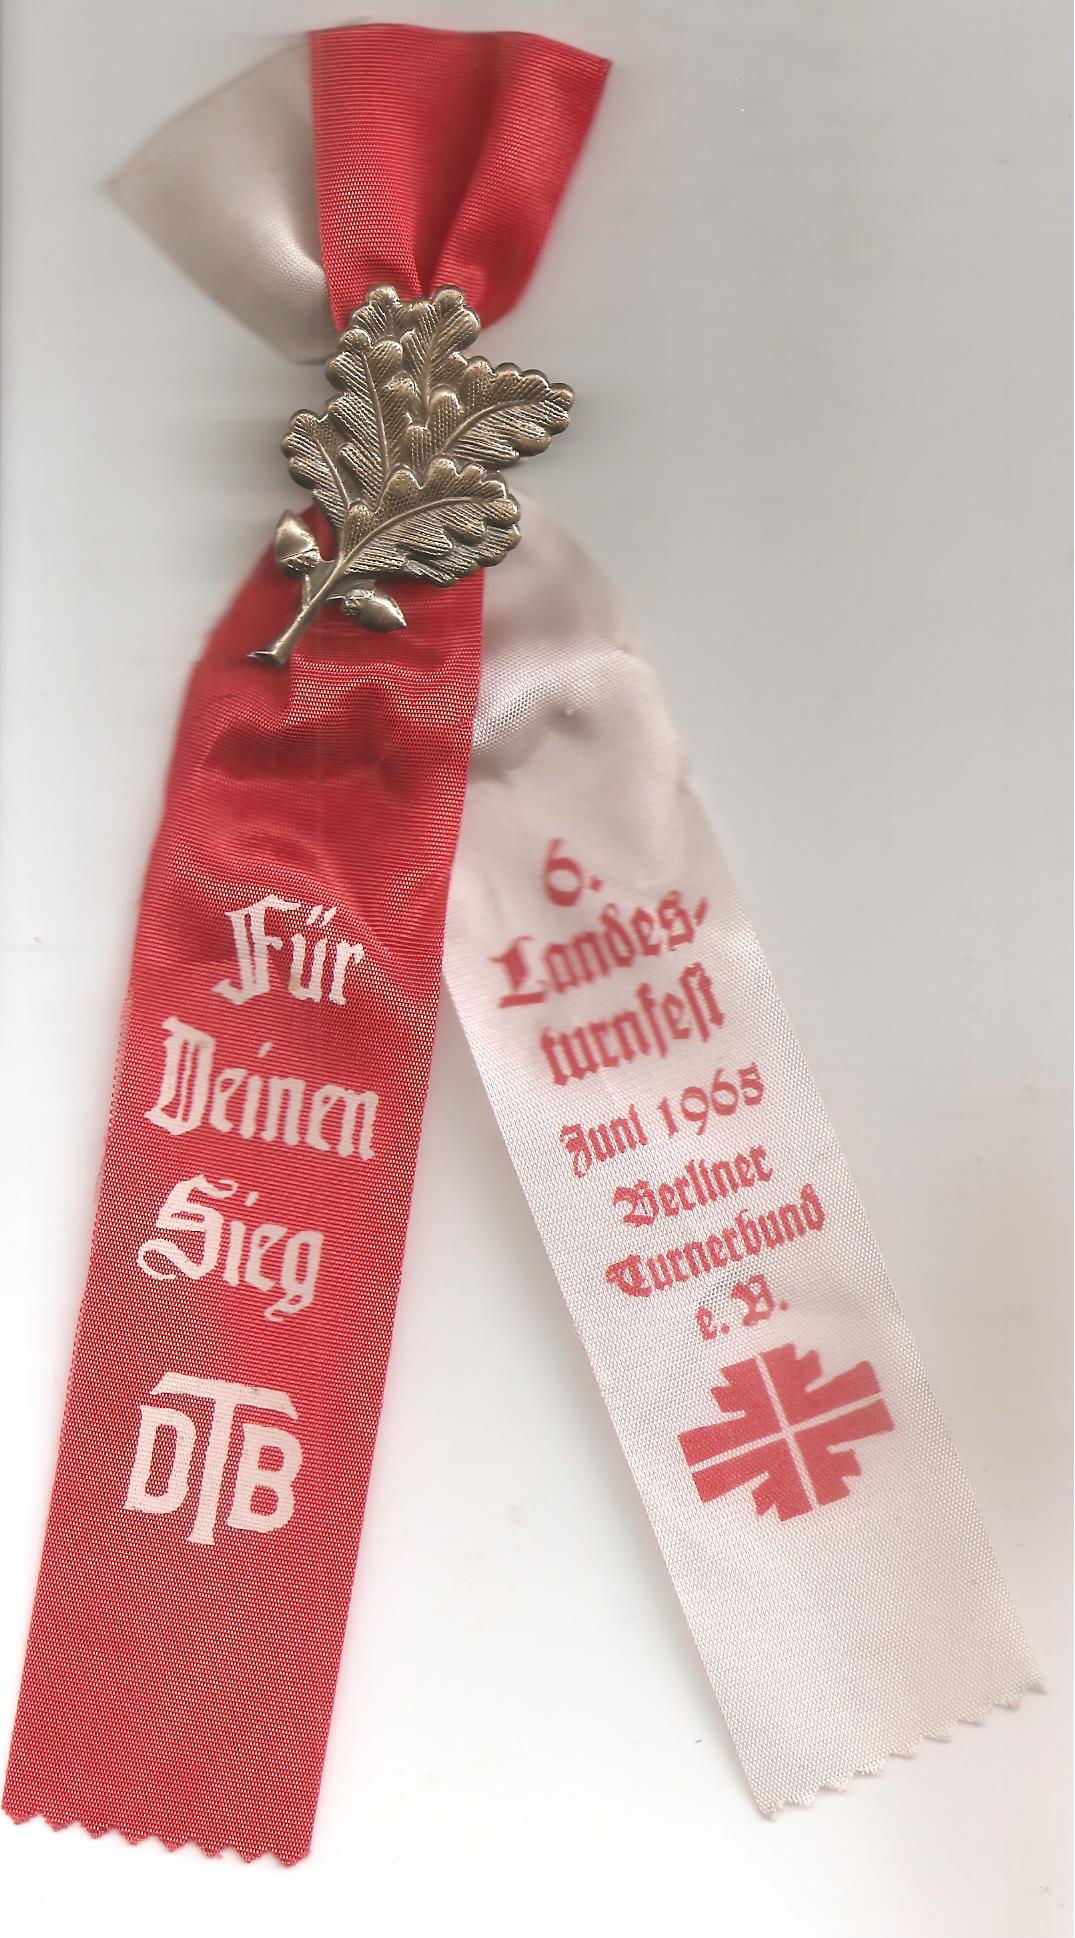 Für
Deinen
Sieg
DTB
6.
Landes-
turnfest
Juni 1965
Berliner
Turnerbund
e. V.